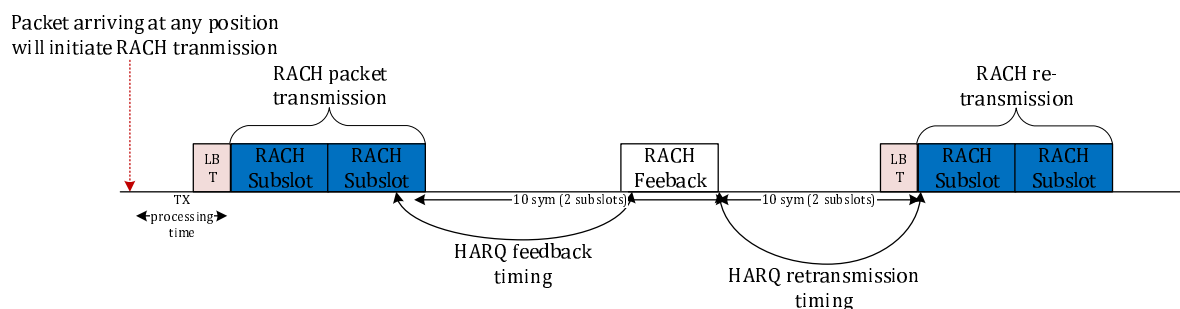 Packet arriving at any position
will initiate RACH tranmission
RACH packet
transmission
RACH re-
transmission
LB
T
RACH
Subslot
RACH
Subslot
RACH
Feeback
LB
T
RACH
Subslot
RACH
Subslot
TX
processing
time
10 sym (2 subslots)
10 sym (2 subslots)
HARQ feedback
timing
HARQ retransmission
timing